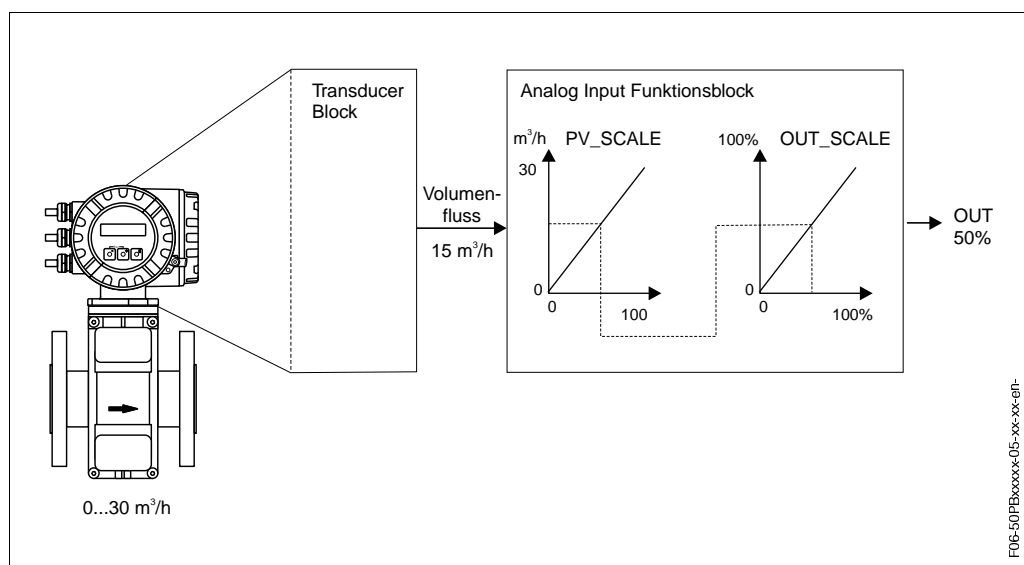 Transducer
Block
Analog Input Funktionsblock
m³/h PV_SCALE
30
0
0 100
100% OUT_SCALE
0
0 100%
Volumen-
fluss
15 m³/h
OUT
50%
0...30 m³/h
F06-50PBxxxxx-05-xx-xx-en-